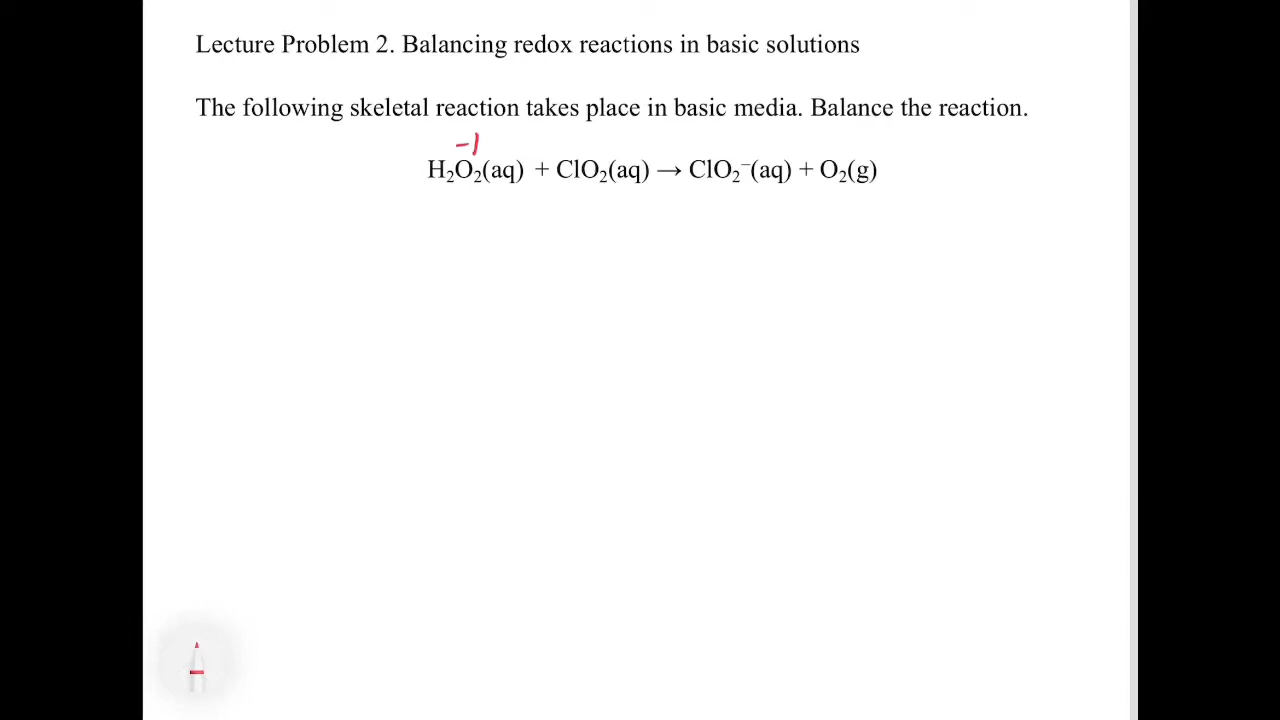 Lecture Problem 2. Balancing redox reactions in basic solutions
The following skeletal reaction takes place in basic media. Balance the reaction.
−1
H₂O₂(aq) + ClO₂(aq) → ClO₂⁻(aq) + O₂(g)